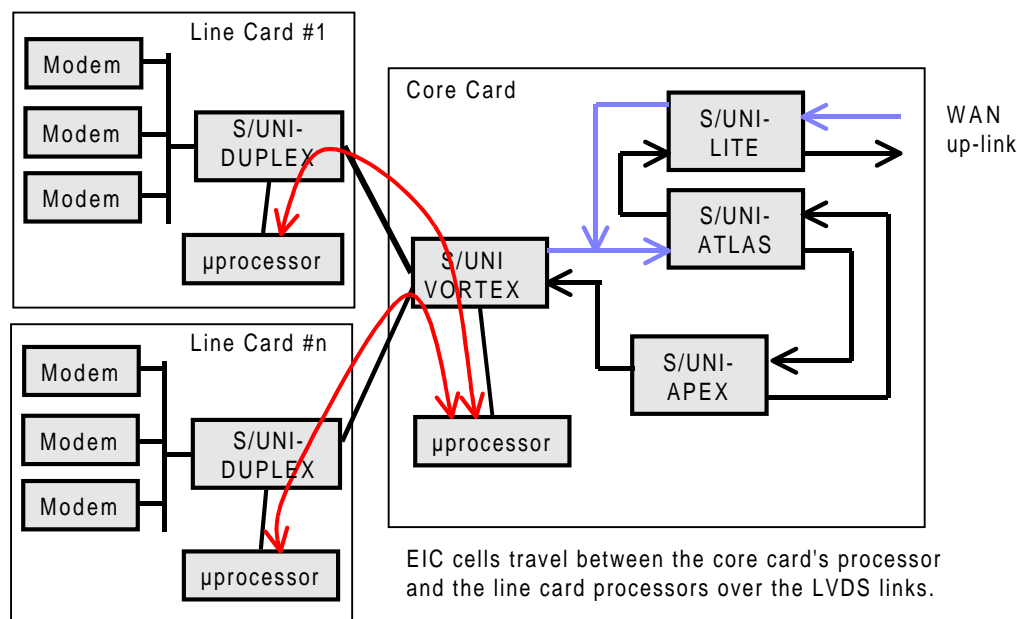 Line Card #1
Modem
Modem
Modem
S/UNI-
DUPLEX
µprocessor
Line Card #n
Modem
Modem
Modem
S/UNI-
DUPLEX
µprocessor
Core Card
S/UNI-
LITE
WAN
up-link
S/UNI-
ATLAS
S/UNI
VORTEX
S/UNI-
APEX
µprocessor
EIC cells travel between the core card's processor
and the line card processors over the LVDS links.